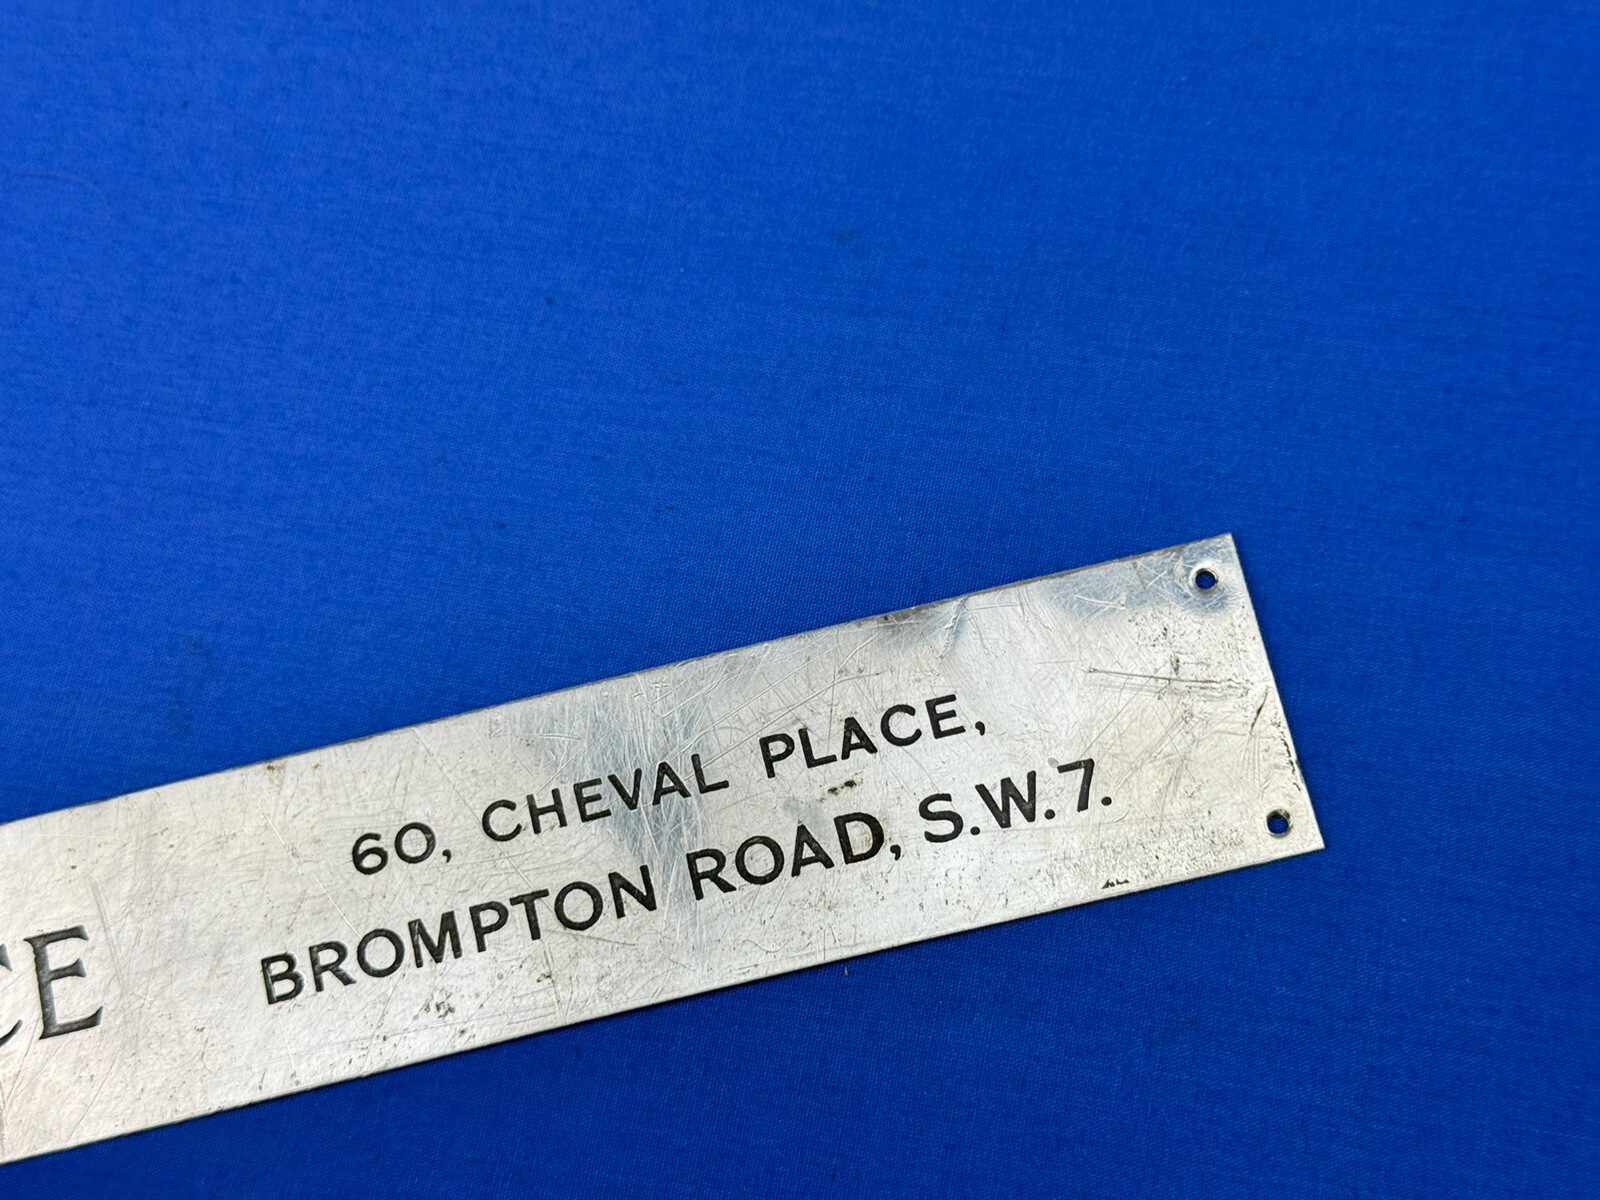 60, CHEVAL PLACE,
BROMPTON ROAD, S.W.7.